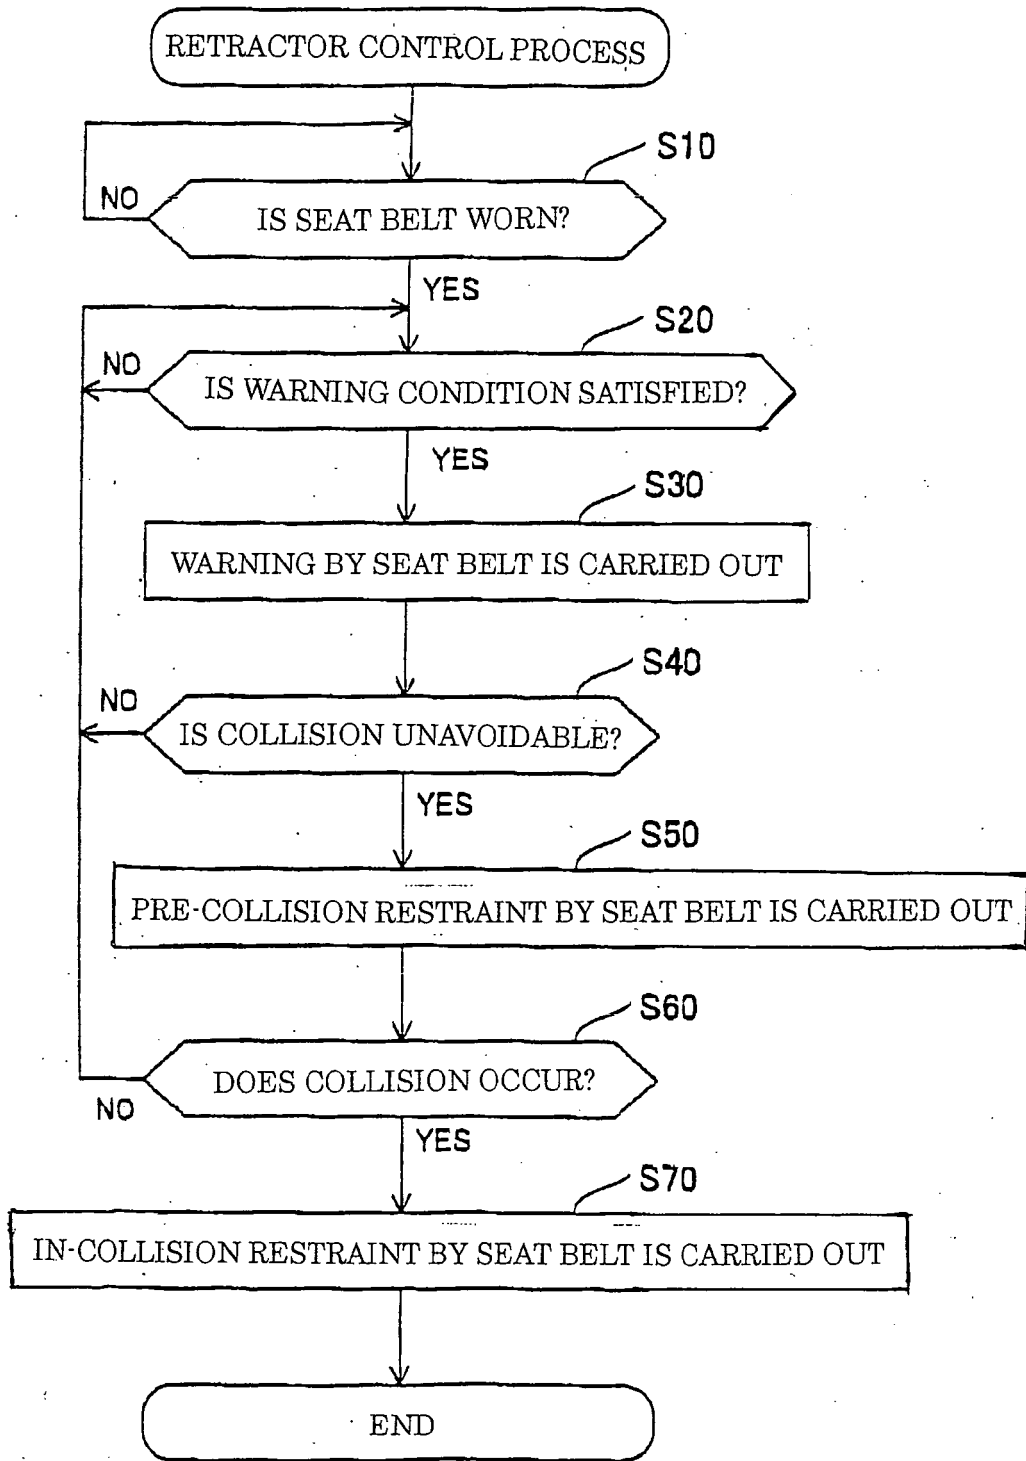 RETRACTOR CONTROL PROCESS
S10
NO
IS SEAT BELT WORN?
YES
S20
NO
IS WARNING CONDITION SATISFIED?
YES
S30
WARNING BY SEAT BELT IS CARRIED OUT
S40
NO
IS COLLISION UNAVOIDABLE?
YES
S50
PRE-COLLISION RESTRAINT BY SEAT BELT IS CARRIED OUT
S60
DOES COLLISION OCCUR?
NO
YES
S70
IN-COLLISION RESTRAINT BY SEAT BELT IS CARRIED OUT
END